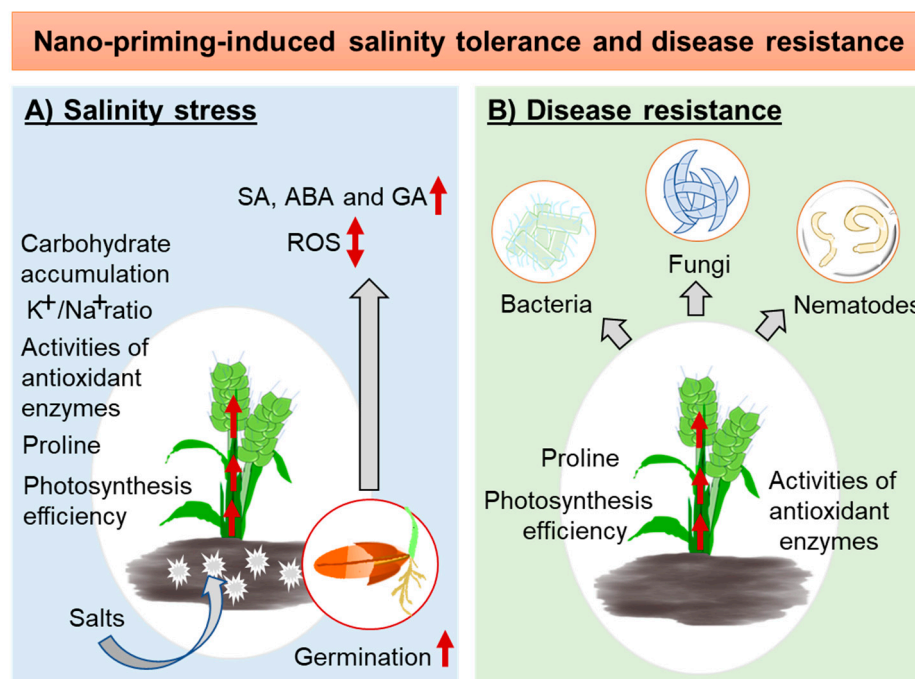 Nano-priming-induced salinity tolerance and disease resistance
A) Salinity stress
SA, ABA and GA
ROS
Carbohydrate
accumulation
K⁺/Na⁺ratio
Activities of
antioxidant
enzymes
Proline
Photosynthesis
efficiency
Salts
Germination
B) Disease resistance
Fungi
Bacteria
Nematodes
Proline
Photosynthesis
efficiency
Activities of
antioxidant
enzymes